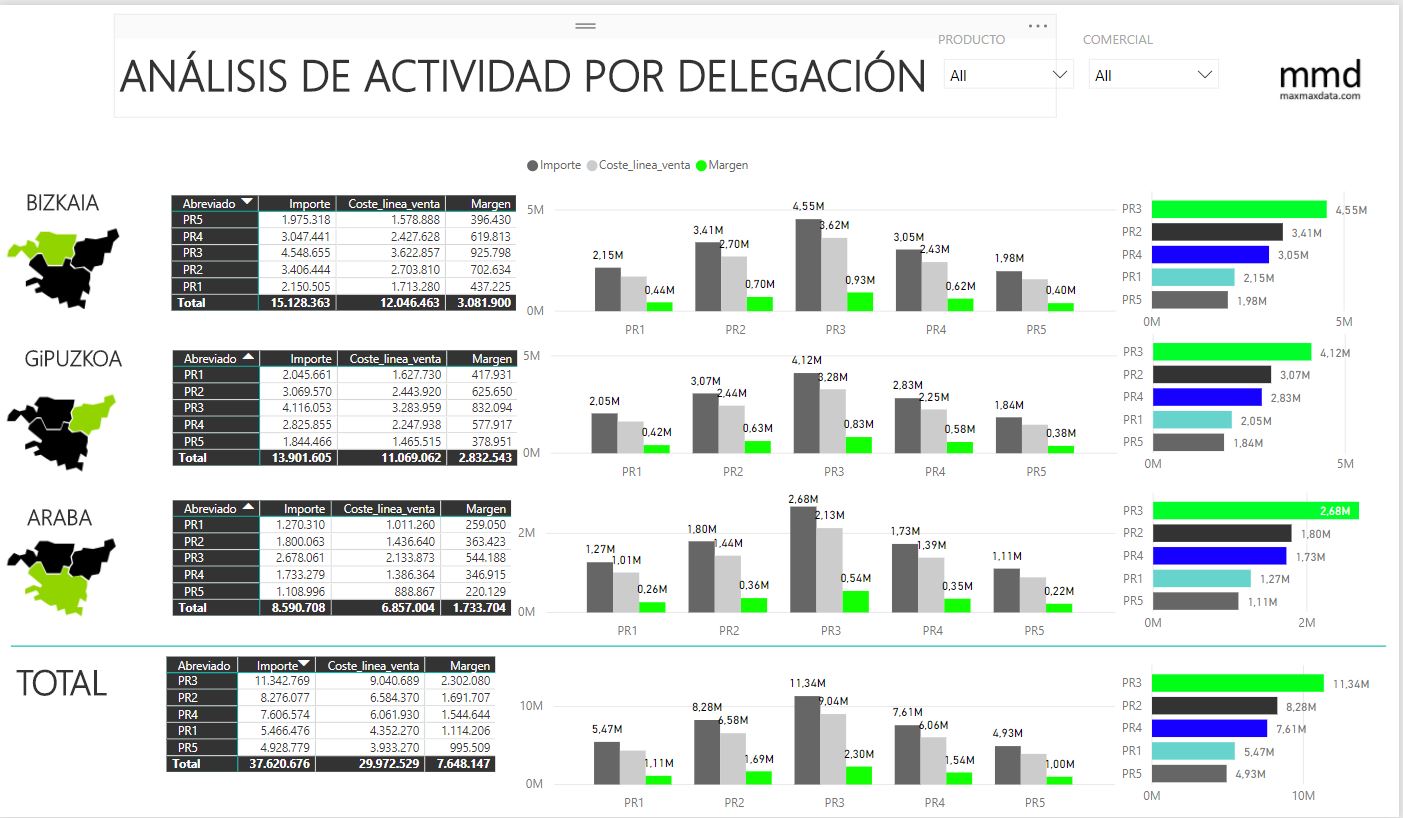 ANÁLISIS DE ACTIVIDAD POR DELEGACIÓN
PRODUCTO
All
COMERCIAL
All
mmd
maxmaxdata.com
Importe Coste_linea_venta Margen
BIZKAIA
Abreviado Importe Coste_linea_venta Margen
PR5 1.975.318 1.578.888 396.430
PR4 3.047.441 2.427.628 619.813
PR3 4.548.655 3.622.857 925.798
PR2 3.406.444 2.703.810 702.634
PR1 2.150.505 1.713.280 437.225
Total 15.128.363 12.046.463 3.081.900
5M
0M
2,15M 0,44M
3,41M 2,70M 0,70M
4,55M 3,62M 0,93M
3,05M 2,43M 0,62M
1,98M 0,40M
PR1 PR2 PR3 PR4 PR5
PR3 4,55M
PR2 3,41M
PR4 3,05M
PR1 2,15M
PR5 1,98M
0M 5M
GiPUZKOA
Abreviado Importe Coste_linea_venta Margen
PR1 2.045.661 1.627.730 417.931
PR2 3.069.570 2.443.920 625.650
PR3 4.116.053 3.283.959 832.094
PR4 2.825.855 2.247.938 577.917
PR5 1.844.466 1.465.515 378.951
Total 13.901.605 11.069.062 2.832.543
5M
0M
2,05M 0,42M
3,07M 2,44M 0,63M
4,12M 3,28M 0,83M
2,83M 2,25M 0,58M
1,84M 0,38M
PR1 PR2 PR3 PR4 PR5
PR3 4,12M
PR2 3,07M
PR4 2,83M
PR1 2,05M
PR5 1,84M
0M 5M
ARABA
Abreviado Importe Coste_linea_venta Margen
PR1 1.270.310 1.011.260 259.050
PR2 1.800.063 1.436.640 363.423
PR3 2.678.061 2.133.873 544.188
PR4 1.733.279 1.386.364 346.915
PR5 1.108.996 888.867 220.129
Total 8.590.708 6.857.004 1.733.704
2M
0M
1,27M 1,01M 0,26M
1,80M 1,44M 0,36M
2,68M 2,13M 0,54M
1,73M 1,39M 0,35M
1,11M 0,22M
PR1 PR2 PR3 PR4 PR5
PR3 2,68M
PR2 1,80M
PR4 1,73M
PR1 1,27M
PR5 1,11M
0M 2M
TOTAL
Abreviado Importe Coste_linea_venta Margen
PR3 11.342.769 9.040.689 2.302.080
PR2 8.276.077 6.584.370 1.691.707
PR4 7.606.574 6.061.930 1.544.644
PR1 5.466.476 4.352.270 1.114.206
PR5 4.928.779 3.933.270 995.509
Total 37.620.676 29.972.529 7.648.147
10M
0M
5,47M 1,11M
8,28M 6,58M 1,69M
11,34M 9,04M 2,30M
7,61M 6,06M 1,54M
4,93M 1,00M
PR1 PR2 PR3 PR4 PR5
PR3 11,34M
PR2 8,28M
PR4 7,61M
PR1 5,47M
PR5 4,93M
0M 10M